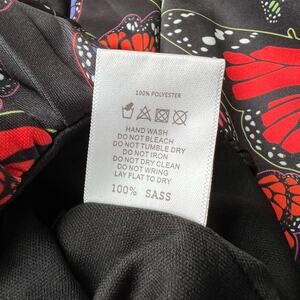 100% POLYESTER
HAND WASH
DO NOT BLEACH
DO NOT TUMBLE DRY
DO NOT IRON
DO NOT DRY CLEAN
DO NOT WRING
LAY FLAT TO DRY
100% SASS